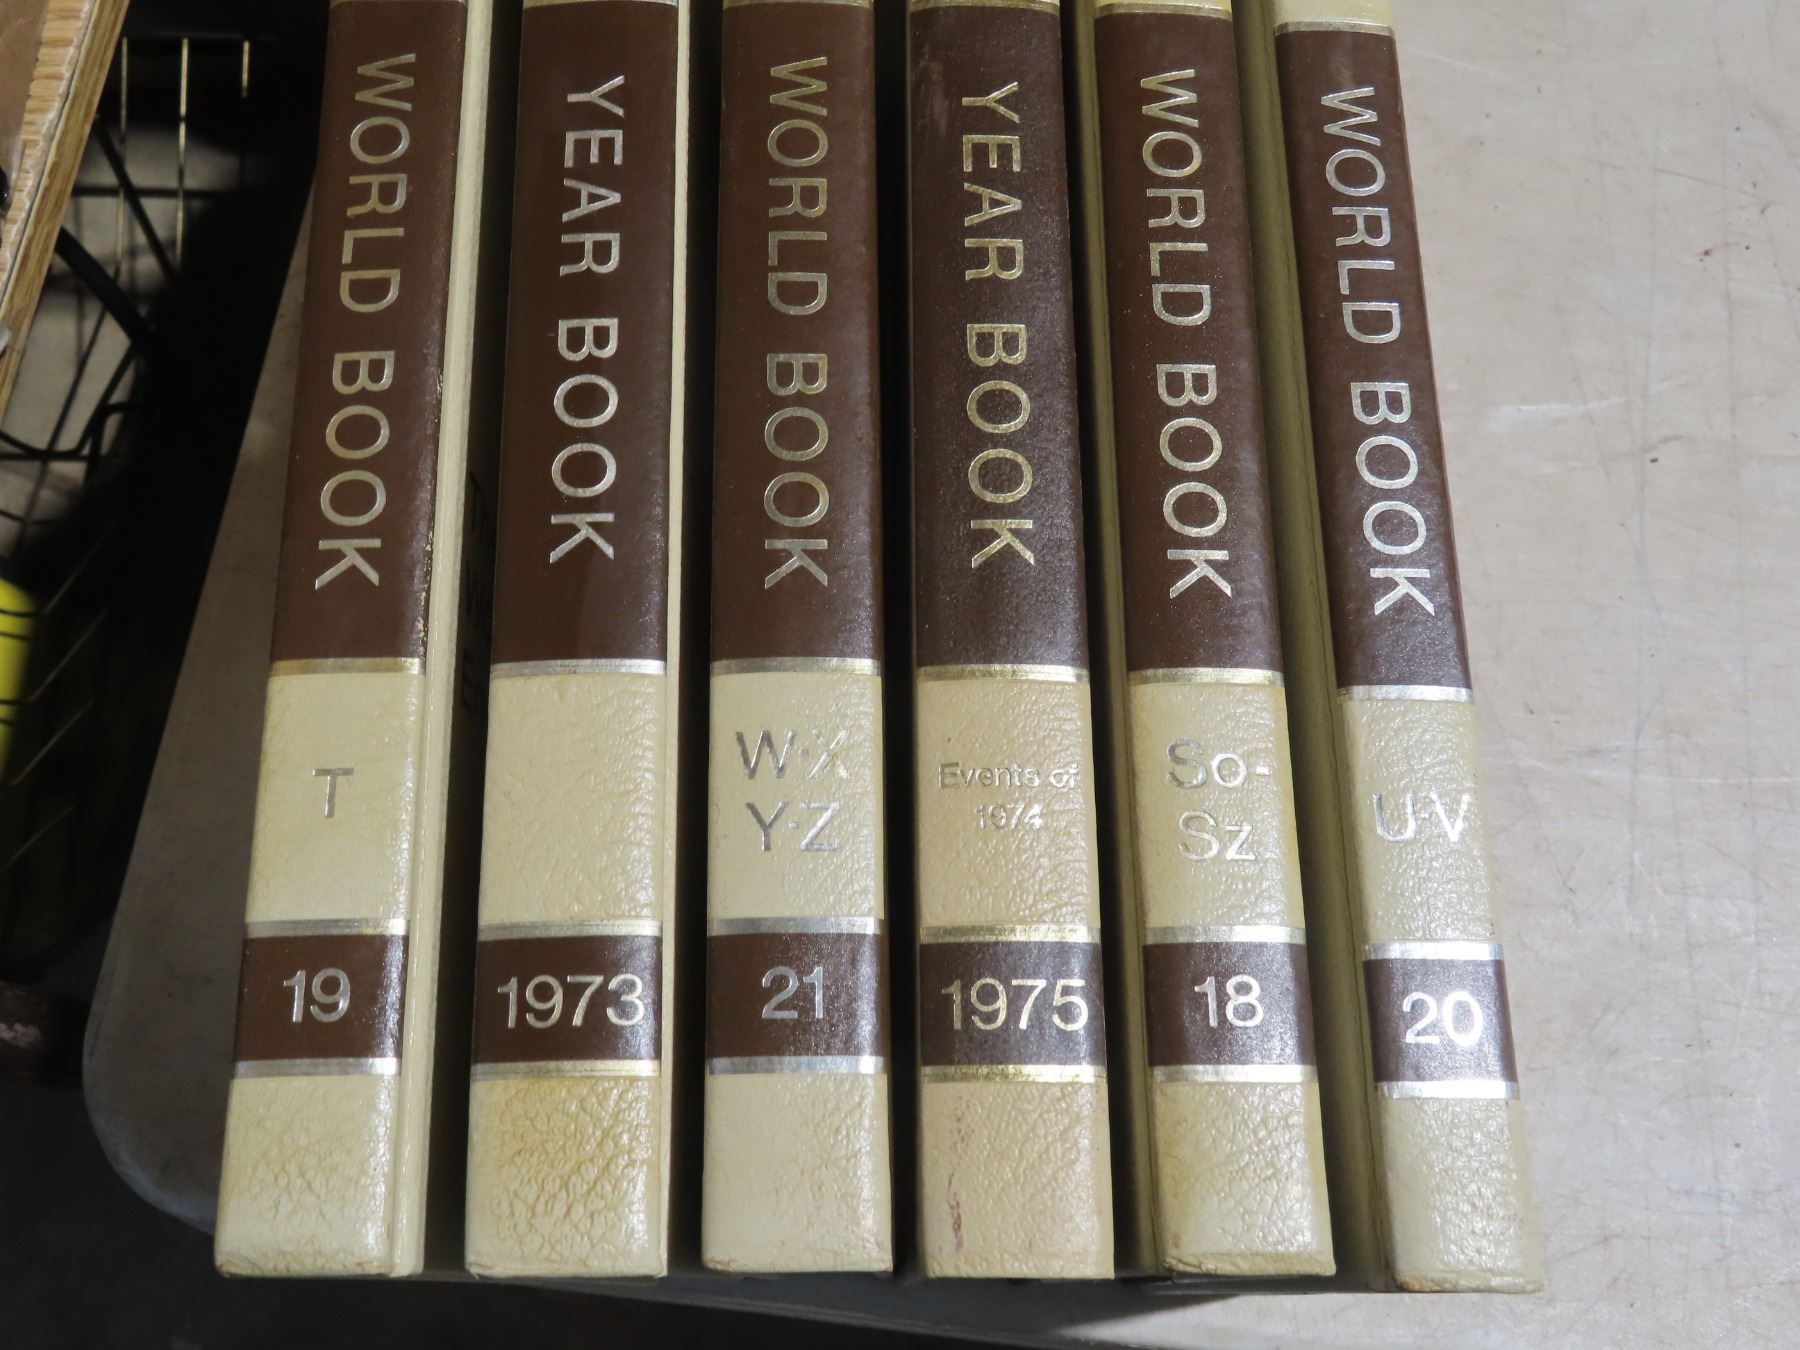 WORLD BOOK
T
19
YEAR BOOK
1973
WORLD BOOK
W-X
Y-Z
21
YEAR BOOK
Events of
1974
1975
WORLD BOOK
So-
Sz
18
WORLD BOOK
U-V
20